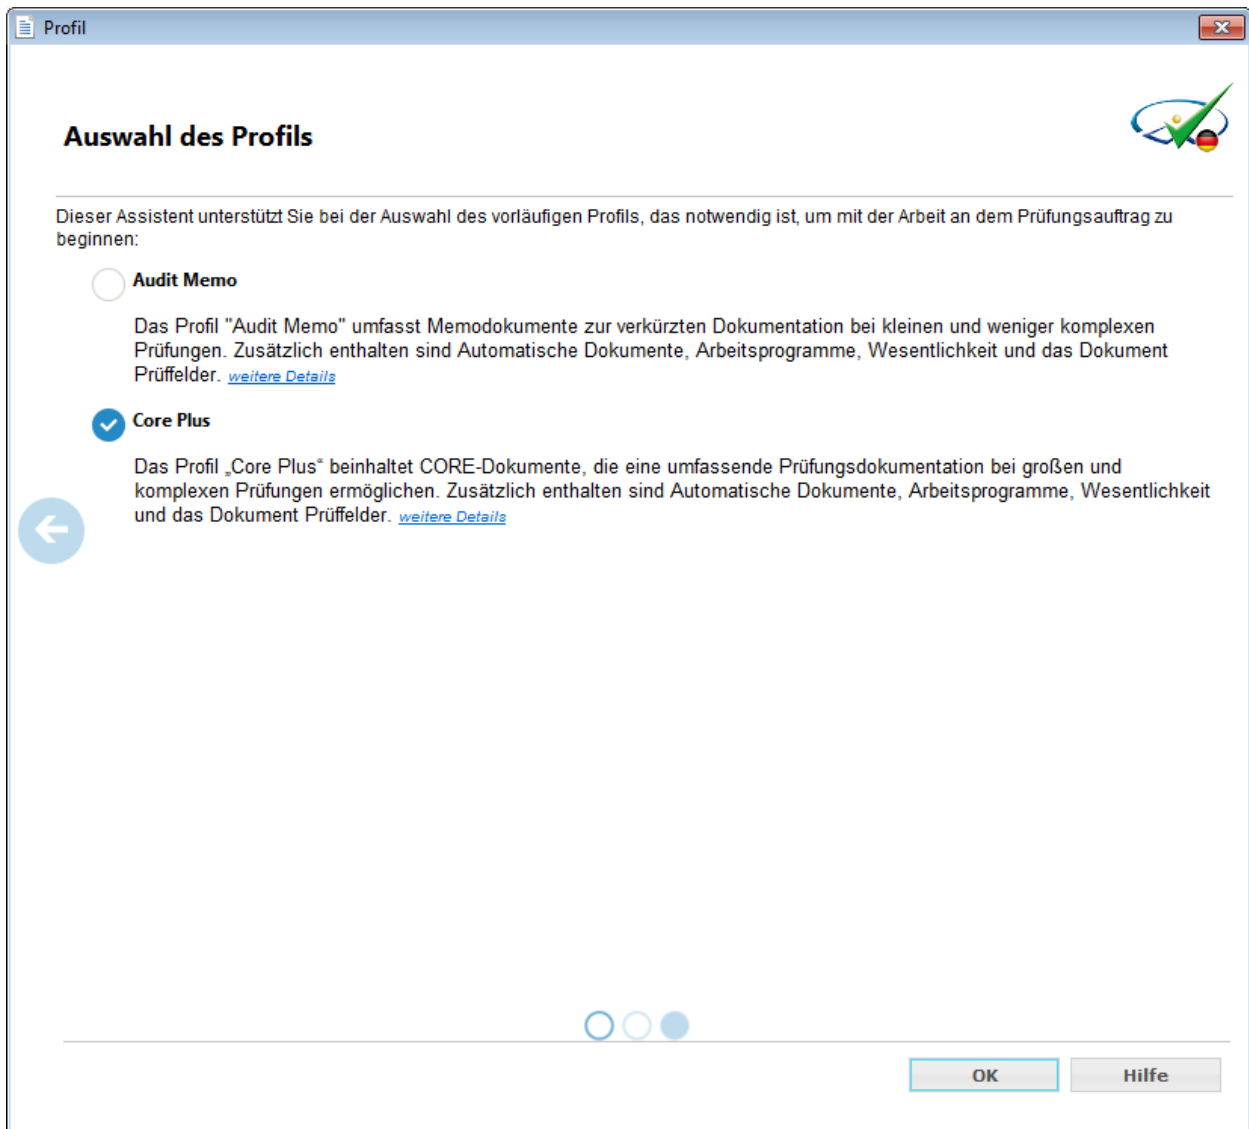 Profil
Auswahl des Profils
Dieser Assistent unterstützt Sie bei der Auswahl des vorläufigen Profils, das notwendig ist, um mit der Arbeit an dem Prüfungsauftrag zu
beginnen:
Audit Memo
Das Profil "Audit Memo" umfasst Memodokumente zur verkürzten Dokumentation bei kleinen und weniger komplexen
Prüfungen. Zusätzlich enthalten sind Automatische Dokumente, Arbeitsprogramme, Wesentlichkeit und das Dokument
Prüffelder. weitere Details
Core Plus
Das Profil „Core Plus“ beinhaltet CORE-Dokumente, die eine umfassende Prüfungsdokumentation bei großen und
komplexen Prüfungen ermöglichen. Zusätzlich enthalten sind Automatische Dokumente, Arbeitsprogramme, Wesentlichkeit
und das Dokument Prüffelder. weitere Details
OK
Hilfe